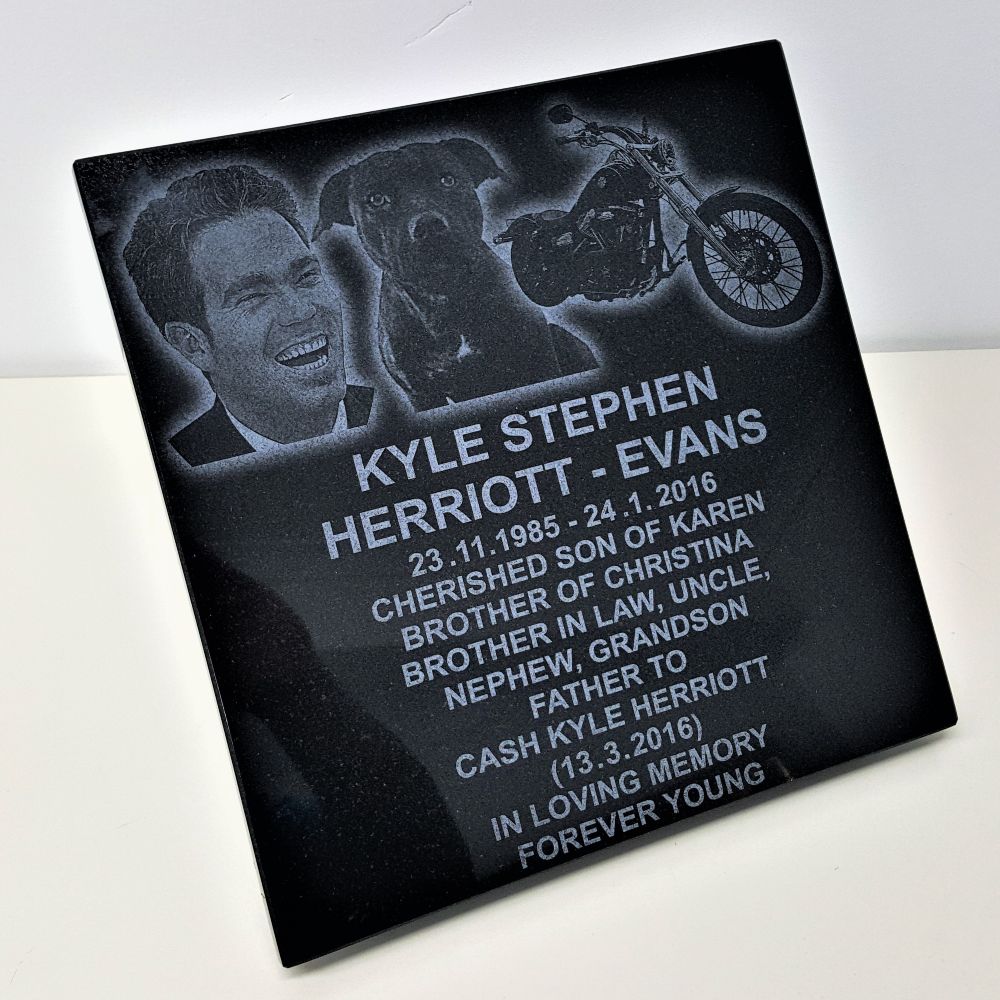 KYLE STEPHEN
HERRIOTT - EVANS
23.11.1985 - 24.1.2016
CHERISHED SON OF KAREN
BROTHER OF CHRISTINA
BROTHER IN LAW, UNCLE,
NEPHEW, GRANDSON
FATHER TO
CASH KYLE HERRIOTT
(13.3.2016)
IN LOVING MEMORY
FOREVER YOUNG